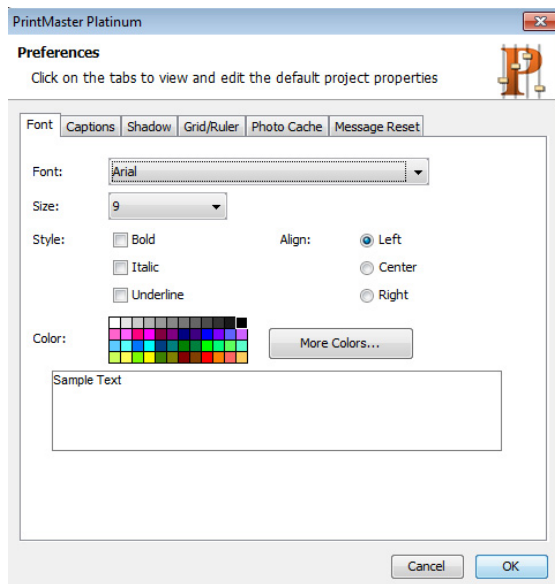 PrintMaster Platinum
Preferences
Click on the tabs to view and edit the default project properties
Font Captions Shadow Grid/Ruler Photo Cache Message Reset
Font: Arial
Size: 9
Style: Bold Align: Left
Italic Center
Underline Right
Color: More Colors...
Sample Text
Cancel OK